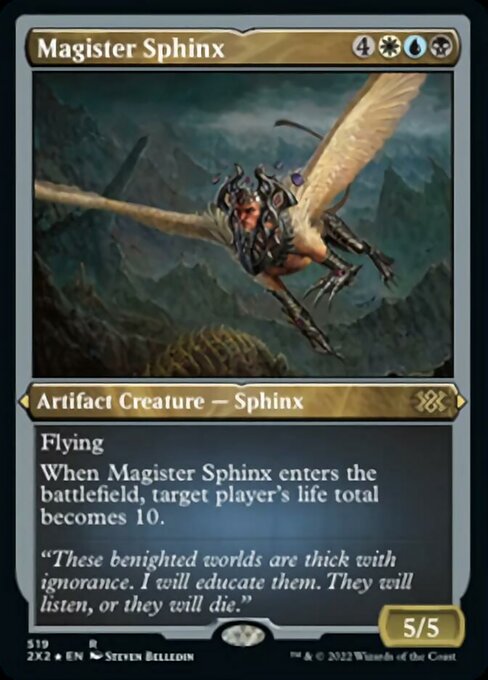 Magister Sphinx 4
Artifact Creature — Sphinx
Flying
When Magister Sphinx enters the
battlefield, target player's life total
becomes 10.
“These benighted worlds are thick with
ignorance. I will educate them. They will
listen, or they will die.”
5/5
519 R
2X2 ★ EN Steven Belledin
™ & © 2022 Wizards of the Coast